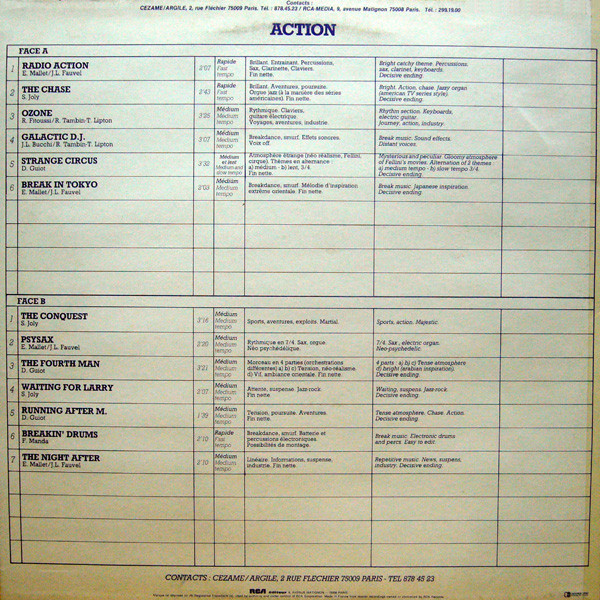 Contacts :
CEZAME/ARGILE, 2, rue Fléchier 75009 Paris. Tél. : 878.45.23 / RCA MEDIA, 9, avenue Matignon 75008 Paris. Tél. : 299.19.00
ACTION
FACE A
1 RADIO ACTION
E. Mallet/J.L. Fauvel
2'07
Rapide
Fast
tempo
Brillant. Entrainant. Percussions.
Sax, Clarinette, Claviers.
Fin nette.
Bright catchy theme. Percussions.
sax, clarinet, keyboards.
Decisive ending.
2 THE CHASE
S. Joly
2'43
Rapide
Fast
tempo
Brillant. Aventures, poursuite.
Orgue jazz (à la manière des séries
américaines). Fin nette.
Bright. Action, chase. Jazzy organ
(american TV series style)
Decisive ending.
3 OZONE
R. Fitoussi/R. Tambin-T. Lipton
Médium
Medium
tempo
Rythmique. Claviers,
guitare électrique.
Voyages, aventures, industrie.
Rhythm section. Keyboards,
electric guitar.
Journey, action, industry.
4 GALACTIC D.J.
J.L. Bucchi/R. Tambin-T. Lipton
3'07
Médium
Medium
tempo
Breakdance, smurf. Effets sonores.
Voix off.
Break music. Sound effects.
Distant voices.
5 STRANGE CIRCUS
D. Guiot
3'32
Médium
et lent
Medium and
slow tempo
Atmosphère étrange (néo réalisme, Fellini,
cirque). Thèmes en alternance :
a) médium - b) lent, 3/4.
Fin nette.
Mysterious and peculiar. Gloomy atmosphere
of Fellini's movies. Alternation of 2 themes :
a) medium tempo - b) slow tempo 3/4.
Decisive ending.
6 BREAK IN TOKYO
E. Mallet/J.L. Fauvel
2'03
Médium
Medium
tempo
Breakdance, smurf. Mélodie d'inspiration
extrême orientale. Fin nette.
Break music. Japanese inspiration.
Decisive ending.
FACE B
1 THE CONQUEST
S. Joly
3'16
Médium
Medium
tempo
Sports, aventures, exploits. Martial.
Sports, action. Majestic.
2 PSYSAX
E. Mallet/J.L. Fauvel
2'20
Médium
Medium
tempo
Rythmique en 7/4. Sax, orgue.
Néo psychédélique.
7/4. Sax , electric organ.
Neo-psychedelic.
3 THE FOURTH MAN
D. Guiot
3'21
Médium
Medium
tempo
Morceau en 4 parties (orchestrations
différentes) a) b) c) Tension, néo-réalisme.
d) Vd, ambiance orientale. Fin nette.
4 parts : a) b) c) Tense atmosphere
d) bright (arabian inspiration).
Decisive ending.
4 WAITING FOR LARRY
S. Joly
2'07
Médium
Medium
tempo
Attente, suspense. Jazz-rock.
Fin nette
Waiting, suspens. Jazz-rock.
Decisive ending.
5 RUNNING AFTER M.
D. Guiot
Médium
Medium
tempo
Tension, poursuite. Aventures.
Fin nette.
Tense atmosphere. Chase. Action.
Decisive ending.
6 BREAKIN' DRUMS
F. Manda
2'10
Rapide
Fast
tempo
Breakdance, smurf. Batterie et
percussions électroniques.
Possibilités de montage.
Break music. Electronic drums
and percs. Easy to edit.
7 THE NIGHT AFTER
E. Mallet/J.L. Fauvel
2'10
Médium
Medium
tempo
Linéaire. Informations, suspense,
industrie. Fin nette.
Repetitive music. News, suspens,
industry. Decisive ending.
CONTACTS : CEZAME/ARGILE, 2 RUE FLECHIER 75009 PARIS - TEL 878 45 23
RCA éditeur 9, AVENUE MATIGNON - 75008 PARIS